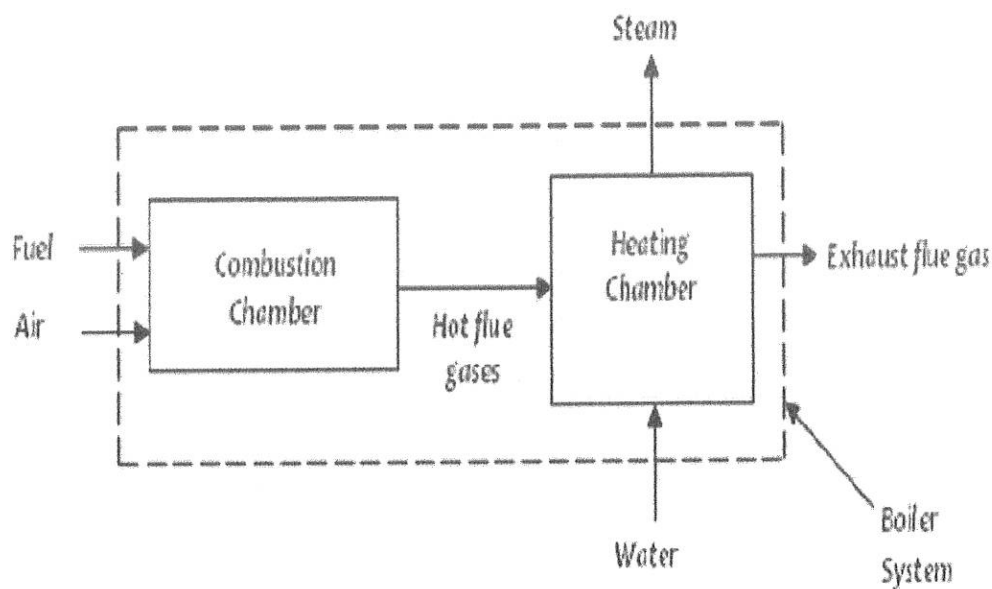 Steam
Fuel
Air
Combustion
Chamber
Hot flue
gases
Heating
Chamber
Exhaust flue gas
Water
Boiler
System